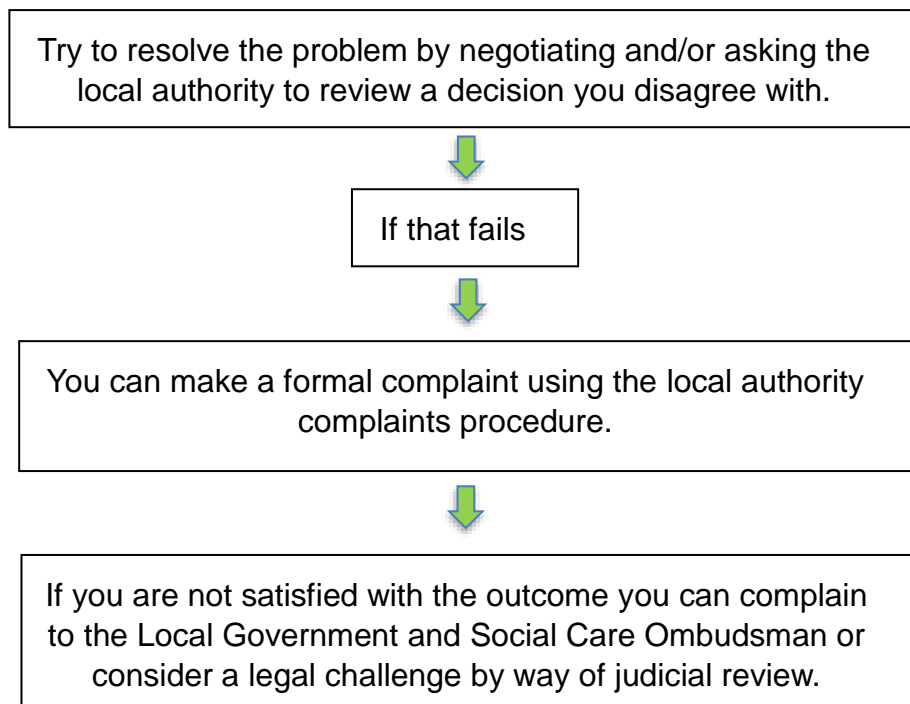 Try to resolve the problem by negotiating and/or asking the
local authority to review a decision you disagree with.
If that fails
You can make a formal complaint using the local authority
complaints procedure.
If you are not satisfied with the outcome you can complain
to the Local Government and Social Care Ombudsman or
consider a legal challenge by way of judicial review.